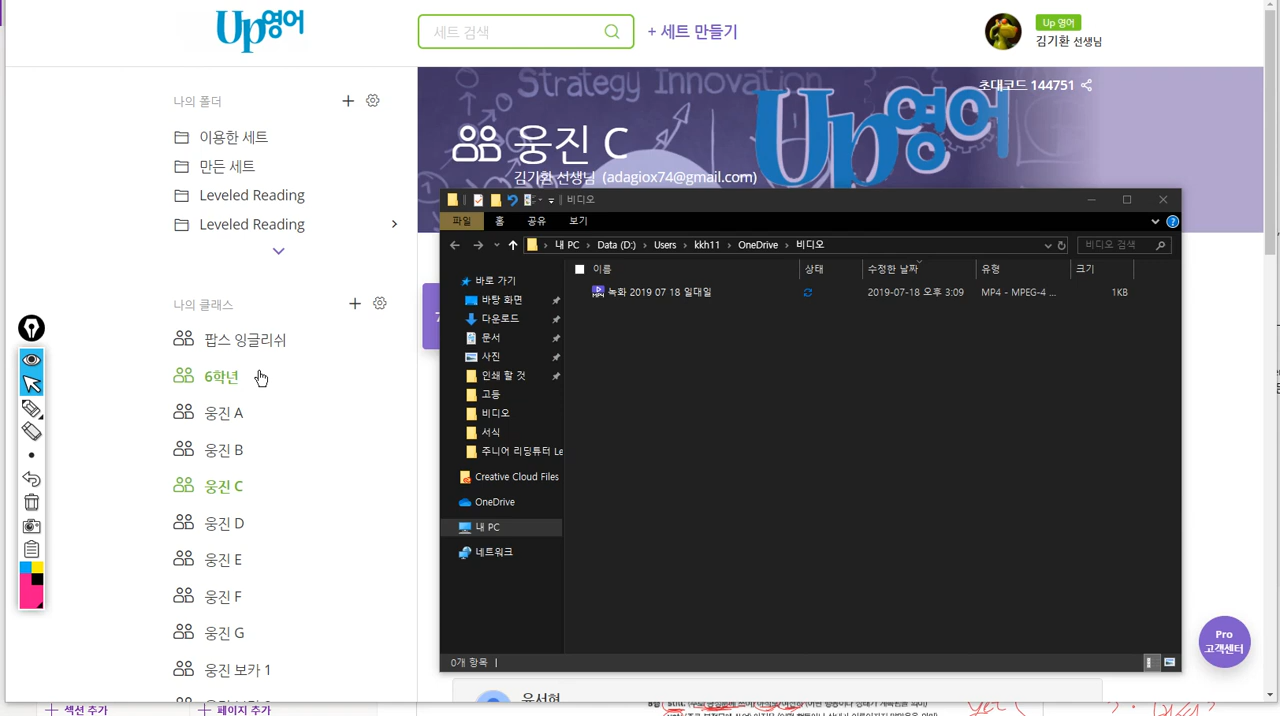 Up영어
세트 검색
+ 세트 만들기
Up 영어
김기환 선생님
나의 폴더
이용한 세트
만든 세트
Leveled Reading
Leveled Reading
나의 클래스
팝스 잉글리쉬
6학년
웅진 A
웅진 B
웅진 C
웅진 D
웅진 E
웅진 F
웅진 G
웅진 보카 1
Strategy Innovation
초대코드 144751
Up영어
웅진 C
김기환 선생님 (adagiox74@gmail.com)
비디오
파일 홈 공유 보기
내 PC > Data (D:) > Users > kkh11 > OneDrive > 비디오
비디오 검색
이름 상태 수정한 날짜 유형 크기
녹화 2019 07 18 일대일 2019-07-18 오후 3:09 MP4 - MPEG-4 ... 1KB
바로 가기
바탕 화면
다운로드
문서
사진
인쇄 할 것
고등
비디오
서식
주니어 리딩튜터 Le
Creative Cloud Files
OneDrive
내 PC
네트워크
0개 항목
Pro
고객센터
섹션 추가
페이지 추가